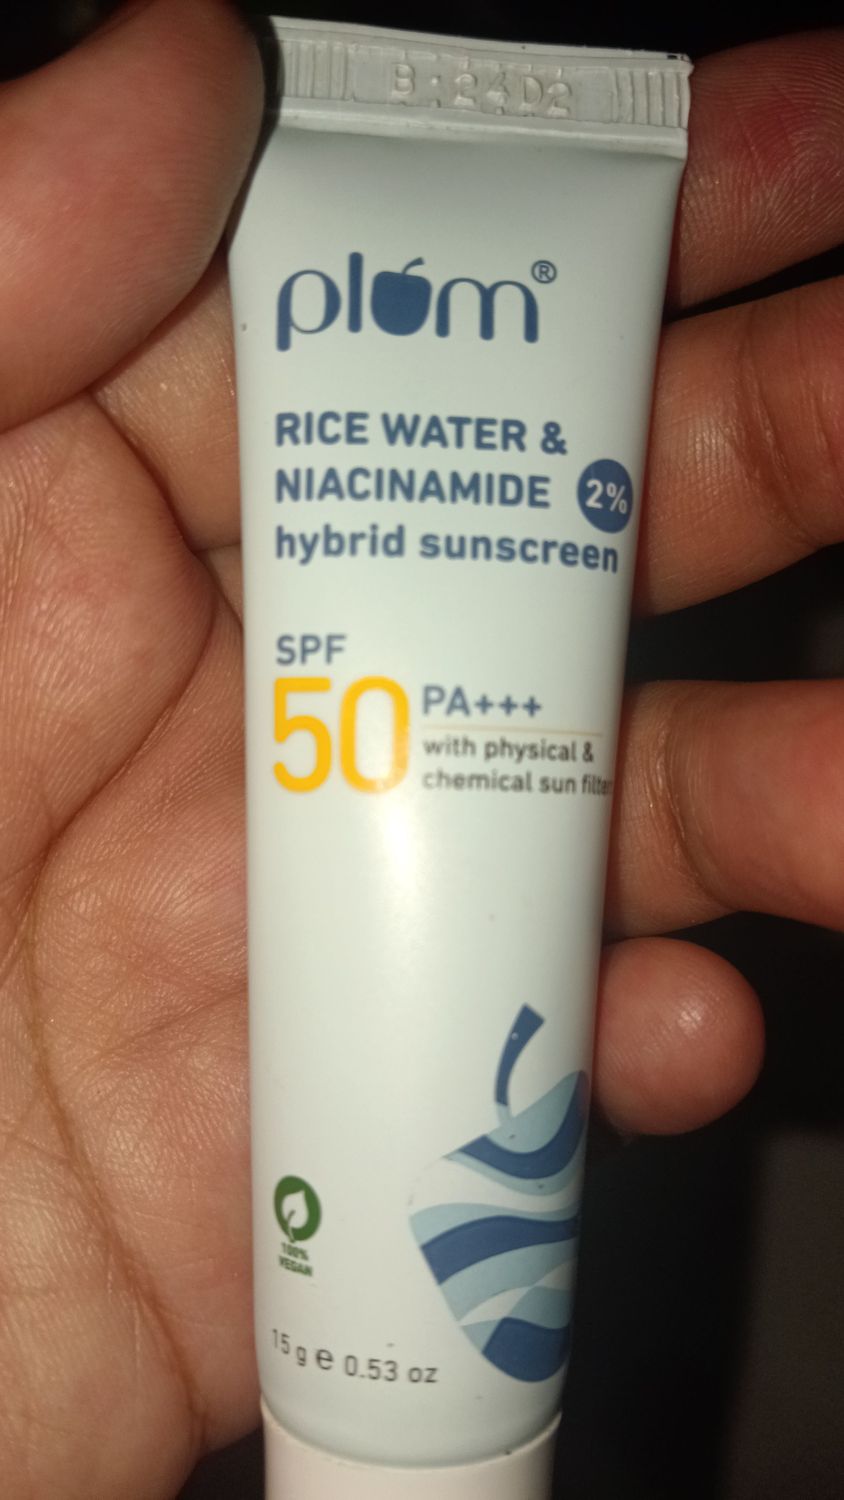 B:24D2
plum®
RICE WATER &
NIACINAMIDE 2%
hybrid sunscreen
SPF
50 PA+++
with physical &
chemical sun
100%
VEGAN
15 g e 0.53 oz